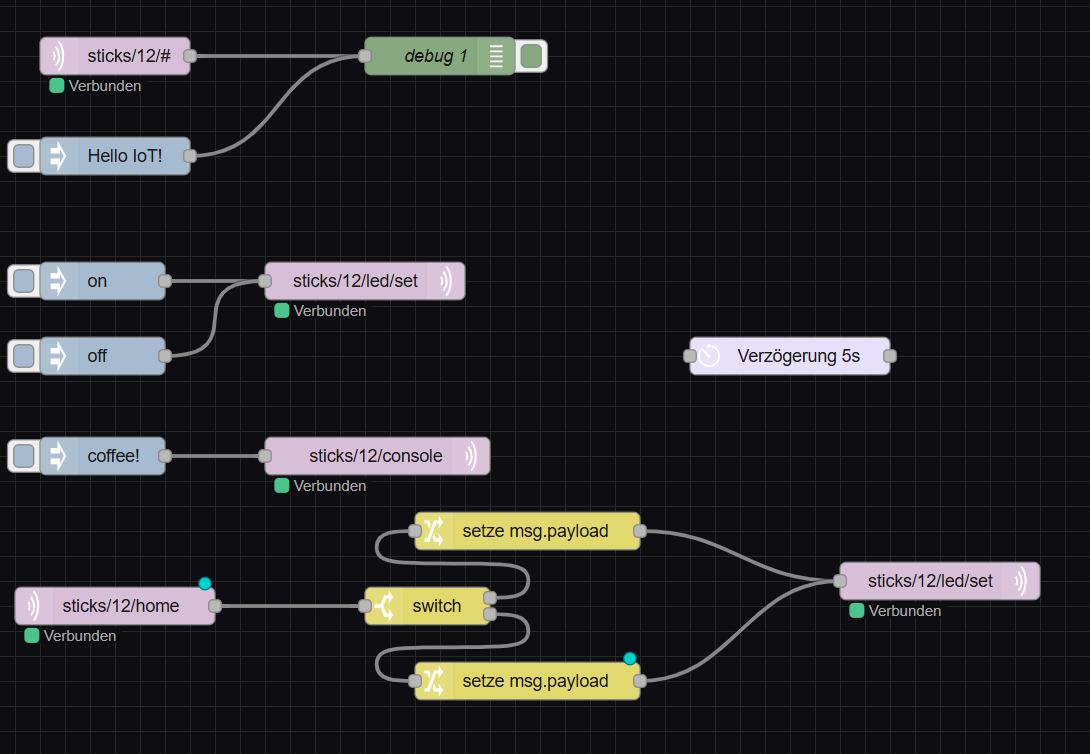 sticks/12/#
debug 1
Verbunden
Hello IoT!
on
sticks/12/led/set
Verbunden
off
Verzögerung 5s
coffee!
sticks/12/console
Verbunden
setze msg.payload
sticks/12/led/set
Verbunden
sticks/12/home
switch
Verbunden
setze msg.payload